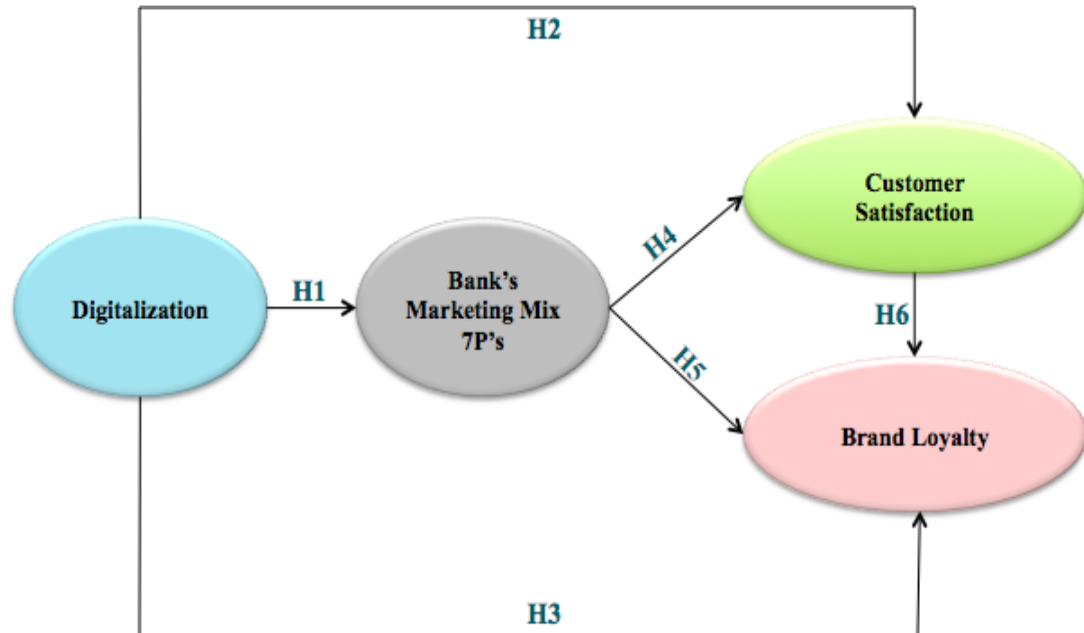 H2
Customer
Satisfaction
H4
Digitalization
H1
Bank's
Marketing Mix
7P's
H6
H5
Brand Loyalty
H3